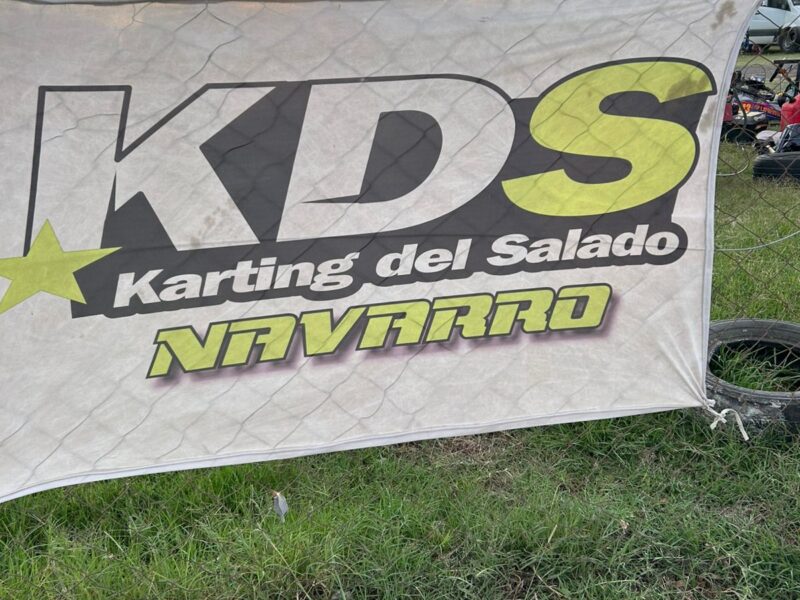 KDS
Karting del Salado
NAVARRO